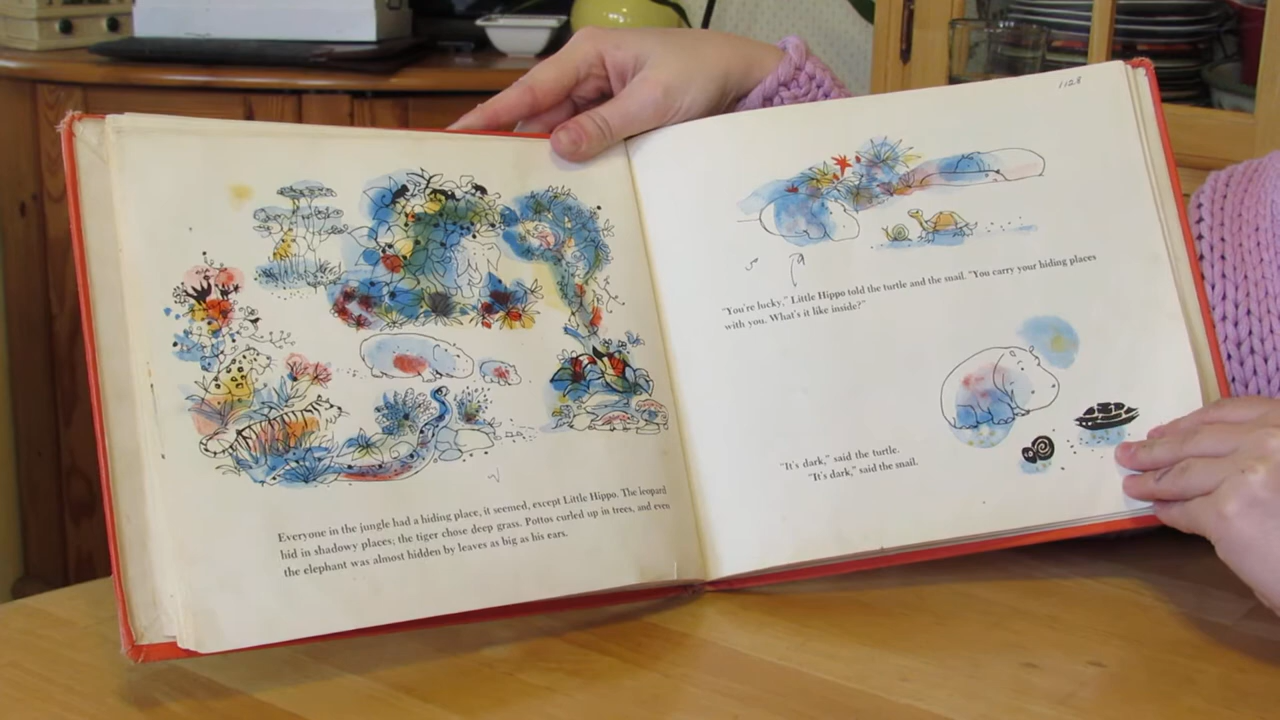 Everyone in the jungle had a hiding place, it seemed, except Little Hippo. The leopard
hid in shadowy places; the tiger chose deep grass. Pottos curled up in trees, and even
the elephant was almost hidden by leaves as big as his ears.
1128
"You're lucky," Little Hippo told the turtle and the snail. "You carry your hiding places
with you. What's it like inside?"
"It's dark," said the turtle.
"It's dark," said the snail.